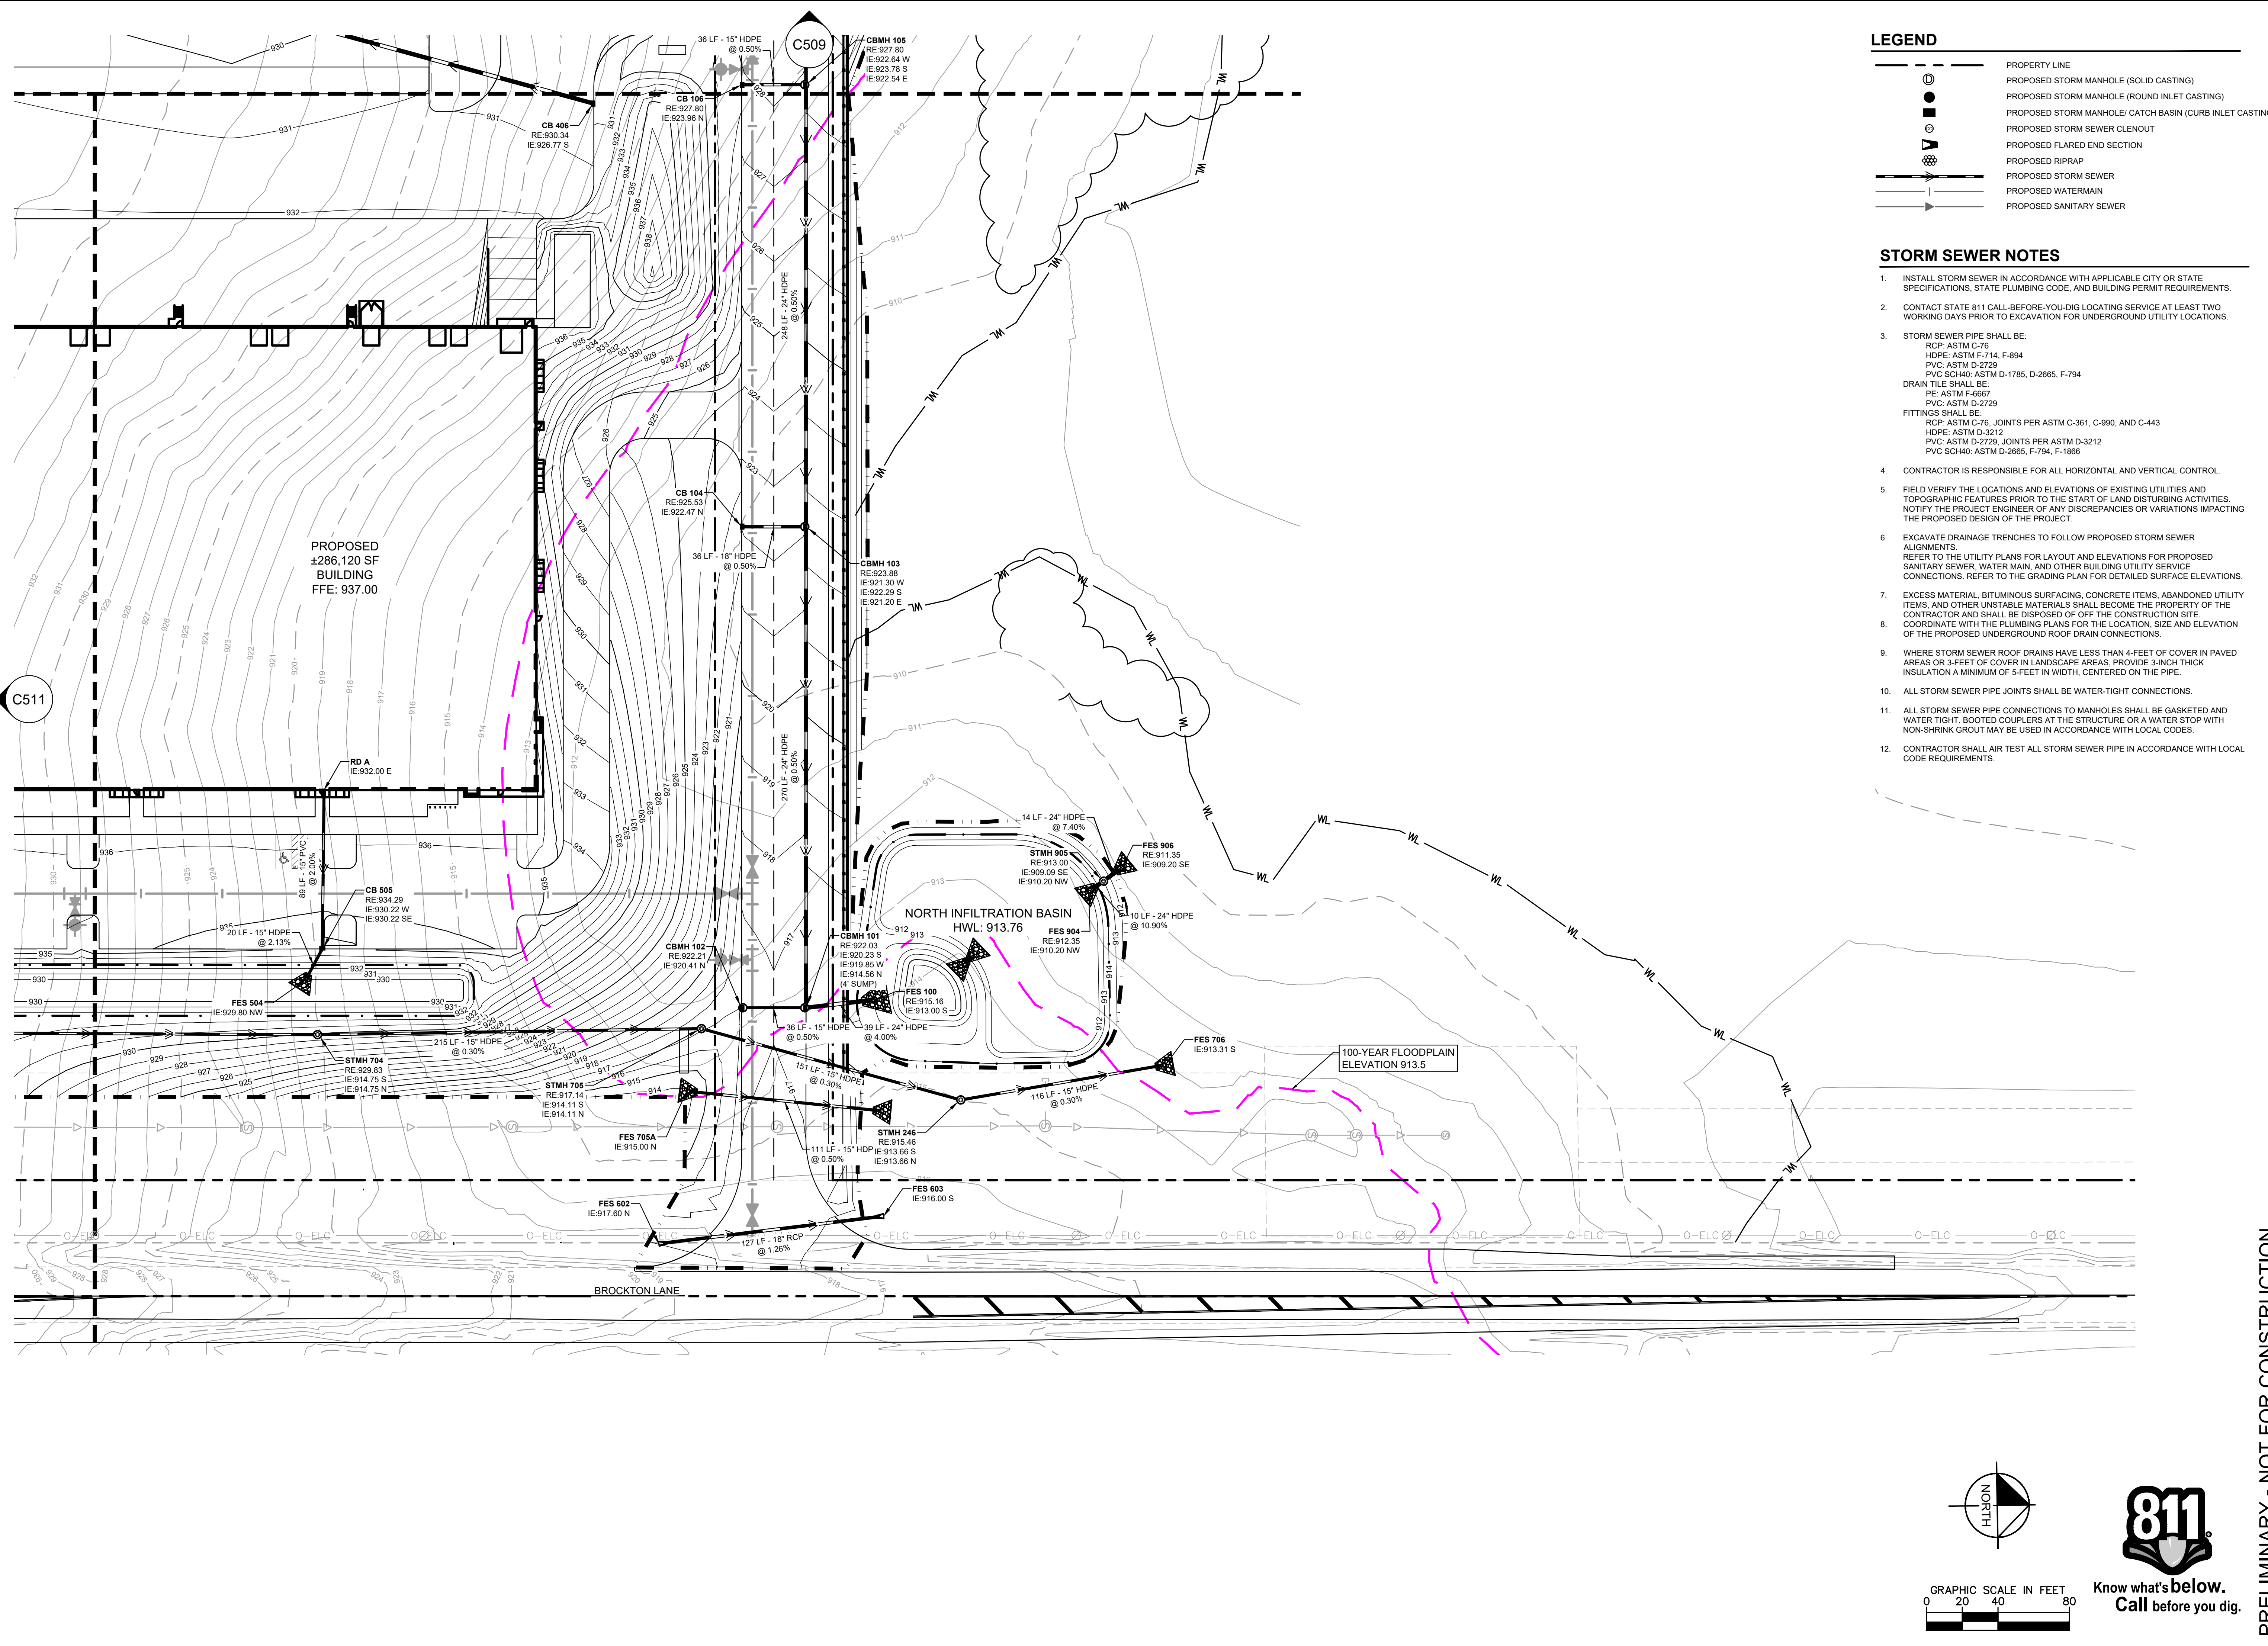 36 LF - 15" HDPE
@ 0.50%
C509
CBMH 105
RE:927.80
IE:922.64 W
IE:923.78 S
IE:922.54 E
CB 106
RE:927.80
IE:923.96 N
CB 406
RE:930.34
IE:926.77 S
248 LF - 24" HDPE
@ 0.50%
CB 104
RE:925.53
IE:922.47 N
36 LF - 18" HDPE
@ 0.50%
CBMH 103
RE:923.88
IE:921.30 W
IE:922.29 S
IE:921.20 E
PROPOSED
±286,120 SF
BUILDING
FFE: 937.00
C511
270 LF - 24" HDPE
@ 0.50%
RD A
IE:932.00 E
89 LF - 15" PVC
@ 2.00%
CB 505
RE:934.29
IE:930.22 W
IE:930.22 SE
20 LF - 15" HDPE
@ 2.13%
FES 504
IE:929.80 NW
CBMH 102
RE:922.21
IE:920.41 N
CBMH 101
RE:922.03
IE:920.23 S
IE:919.85 W
IE:914.56 N
(4' SUMP)
FES 100
RE:915.16
IE:913.00 S
36 LF - 15" HDPE
@ 0.50%
39 LF - 24" HDPE
@ 4.00%
NORTH INFILTRATION BASIN
HWL: 913.76
14 LF - 24" HDPE
@ 7.40%
STMH 905
RE:913.00
IE:909.09 SE
IE:910.20 NW
FES 906
RE:911.35
IE:909.20 SE
10 LF - 24" HDPE
@ 10.90%
FES 904
RE:912.35
IE:910.20 NW
215 LF - 15" HDPE
@ 0.30%
STMH 704
RE:929.83
IE:914.75 S
IE:914.75 N
STMH 705
RE:917.14
IE:914.11 S
IE:914.11 N
151 LF - 15" HDPE
@ 0.30%
FES 706
IE:913.31 S
116 LF - 15" HDPE
@ 0.30%
100-YEAR FLOODPLAIN
ELEVATION 913.5
FES 705A
IE:915.00 N
111 LF - 15" HDP
@ 0.50%
STMH 246
RE:915.46
IE:913.66 S
IE:913.66 N
FES 602
IE:917.60 N
FES 603
IE:916.00 S
127 LF - 18" RCP
@ 1.26%
BROCKTON LANE
LEGEND
PROPERTY LINE
PROPOSED STORM MANHOLE (SOLID CASTING)
PROPOSED STORM MANHOLE (ROUND INLET CASTING)
PROPOSED STORM MANHOLE/ CATCH BASIN (CURB INLET CASTING
PROPOSED STORM SEWER CLENOUT
PROPOSED FLARED END SECTION
PROPOSED RIPRAP
PROPOSED STORM SEWER
PROPOSED WATERMAIN
PROPOSED SANITARY SEWER
STORM SEWER NOTES
1. INSTALL STORM SEWER IN ACCORDANCE WITH APPLICABLE CITY OR STATE
SPECIFICATIONS, STATE PLUMBING CODE, AND BUILDING PERMIT REQUIREMENTS.
2. CONTACT STATE 811 CALL-BEFORE-YOU-DIG LOCATING SERVICE AT LEAST TWO
WORKING DAYS PRIOR TO EXCAVATION FOR UNDERGROUND UTILITY LOCATIONS.
3. STORM SEWER PIPE SHALL BE:
RCP: ASTM C-76
HDPE: ASTM F-714, F-894
PVC: ASTM D-2729
PVC SCH40: ASTM D-1785, D-2665, F-794
DRAIN TILE SHALL BE:
PE: ASTM F-6667
PVC: ASTM D-2729
FITTINGS SHALL BE:
RCP: ASTM C-76, JOINTS PER ASTM C-361, C-990, AND C-443
HDPE: ASTM D-3212
PVC: ASTM D-2729, JOINTS PER ASTM D-3212
PVC SCH40: ASTM D-2665, F-794, F-1866
4. CONTRACTOR IS RESPONSIBLE FOR ALL HORIZONTAL AND VERTICAL CONTROL.
5. FIELD VERIFY THE LOCATIONS AND ELEVATIONS OF EXISTING UTILITIES AND
TOPOGRAPHIC FEATURES PRIOR TO THE START OF LAND DISTURBING ACTIVITIES.
NOTIFY THE PROJECT ENGINEER OF ANY DISCREPANCIES OR VARIATIONS IMPACTING
THE PROPOSED DESIGN OF THE PROJECT.
6. EXCAVATE DRAINAGE TRENCHES TO FOLLOW PROPOSED STORM SEWER
ALIGNMENTS.
REFER TO THE UTILITY PLANS FOR LAYOUT AND ELEVATIONS FOR PROPOSED
SANITARY SEWER, WATER MAIN, AND OTHER BUILDING UTILITY SERVICE
CONNECTIONS. REFER TO THE GRADING PLAN FOR DETAILED SURFACE ELEVATIONS.
7. EXCESS MATERIAL, BITUMINOUS SURFACING, CONCRETE ITEMS, ABANDONED UTILITY
ITEMS, AND OTHER UNSTABLE MATERIALS SHALL BECOME THE PROPERTY OF THE
CONTRACTOR AND SHALL BE DISPOSED OF OFF THE CONSTRUCTION SITE.
8. COORDINATE WITH THE PLUMBING PLANS FOR THE LOCATION, SIZE AND ELEVATION
OF THE PROPOSED UNDERGROUND ROOF DRAIN CONNECTIONS.
9. WHERE STORM SEWER ROOF DRAINS HAVE LESS THAN 4-FEET OF COVER IN PAVED
AREAS OR 3-FEET OF COVER IN LANDSCAPE AREAS, PROVIDE 3-INCH THICK
INSULATION A MINIMUM OF 5-FEET IN WIDTH, CENTERED ON THE PIPE.
10. ALL STORM SEWER PIPE JOINTS SHALL BE WATER-TIGHT CONNECTIONS.
11. ALL STORM SEWER PIPE CONNECTIONS TO MANHOLES SHALL BE GASKETED AND
WATER TIGHT. BOOTED COUPLERS AT THE STRUCTURE OR A WATER STOP WITH
NON-SHRINK GROUT MAY BE USED IN ACCORDANCE WITH LOCAL CODES.
12. CONTRACTOR SHALL AIR TEST ALL STORM SEWER PIPE IN ACCORDANCE WITH LOCAL
CODE REQUIREMENTS.
NORTH
GRAPHIC SCALE IN FEET
0 20 40 80
811
Know what's below.
Call before you dig.
PRELIMINARY - NOT FOR CONSTRUCTION